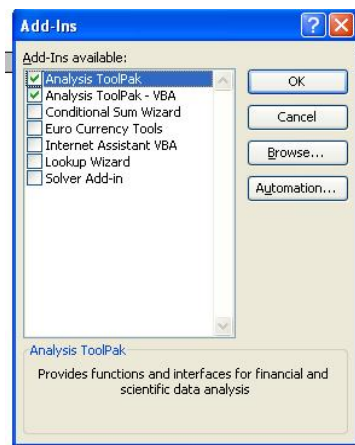 Add-Ins
Add-Ins available:
Analysis ToolPak
Analysis ToolPak - VBA
Conditional Sum Wizard
Euro Currency Tools
Internet Assistant VBA
Lookup Wizard
Solver Add-in
OK
Cancel
Browse...
Automation...
Analysis ToolPak
Provides functions and interfaces for financial and
scientific data analysis